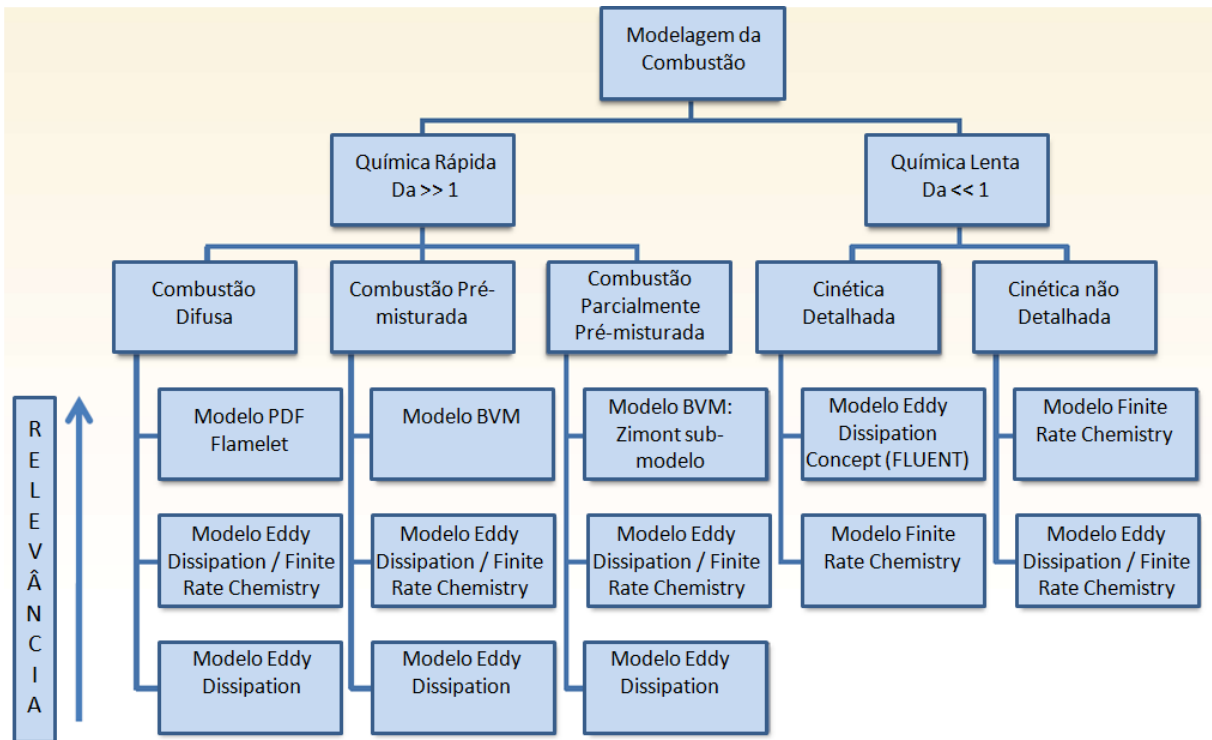 Modelagem da
Combustão
Química Rápida
Da >> 1
Química Lenta
Da << 1
Combustão
Difusa
Combustão Pré-
misturada
Combustão
Parcialmente
Pré-misturada
Cinética
Detalhada
Cinética não
Detalhada
R
E
L
E
V
Â
N
C
I
A
Modelo PDF
Flamelet
Modelo BVM
Modelo BVM:
Zimont sub-
modelo
Modelo Eddy
Dissipation
Concept (FLUENT)
Modelo Finite
Rate Chemistry
Modelo Eddy
Dissipation / Finite
Rate Chemistry
Modelo Eddy
Dissipation / Finite
Rate Chemistry
Modelo Eddy
Dissipation / Finite
Rate Chemistry
Modelo Finite
Rate Chemistry
Modelo Eddy
Dissipation / Finite
Rate Chemistry
Modelo Eddy
Dissipation
Modelo Eddy
Dissipation
Modelo Eddy
Dissipation